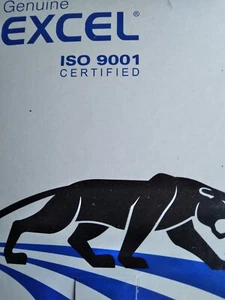 Genuine
EXCEL®
ISO 9001
CERTIFIED